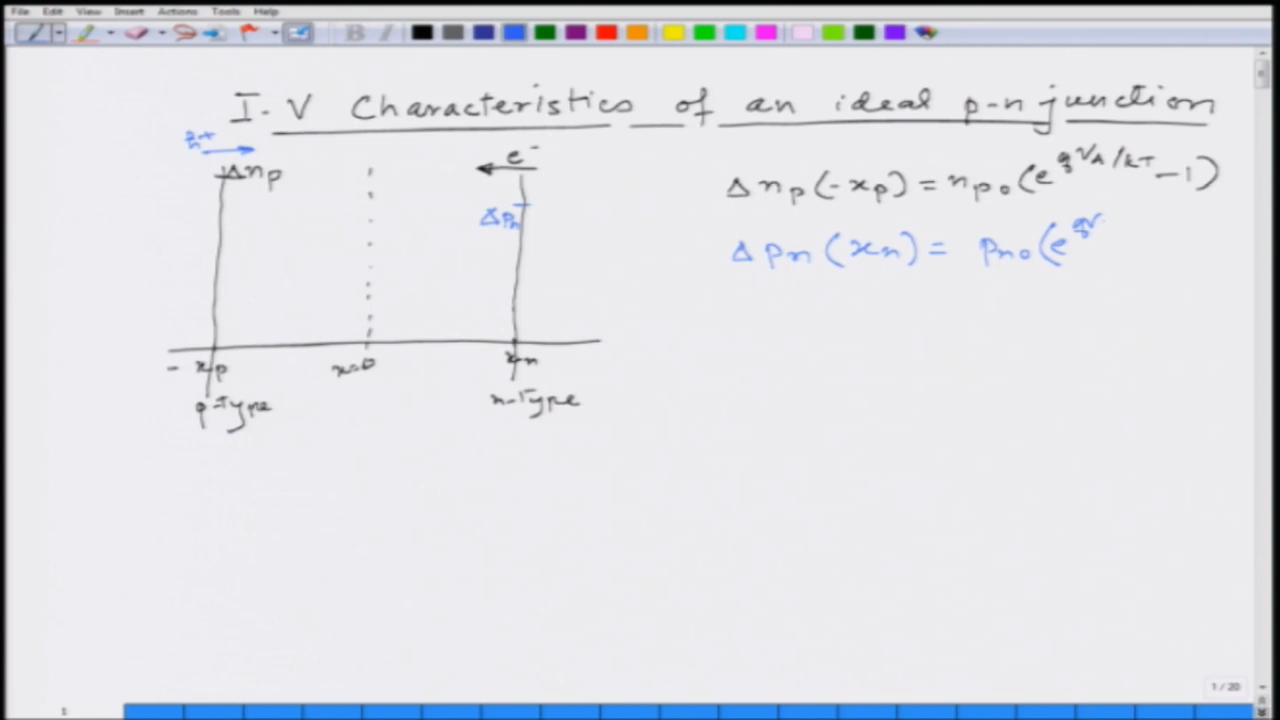 File Edit View Insert Actions Tools Help
I-V Characteristics of an ideal p-n junction
h+
Δnp
e-
Δpn
Δnp(-xp) = npo(e^qVA/kT -1)
Δpn(xn) = pno(e^qV
-xp x=0 xn
p-Type n-Type
1 / 20
1